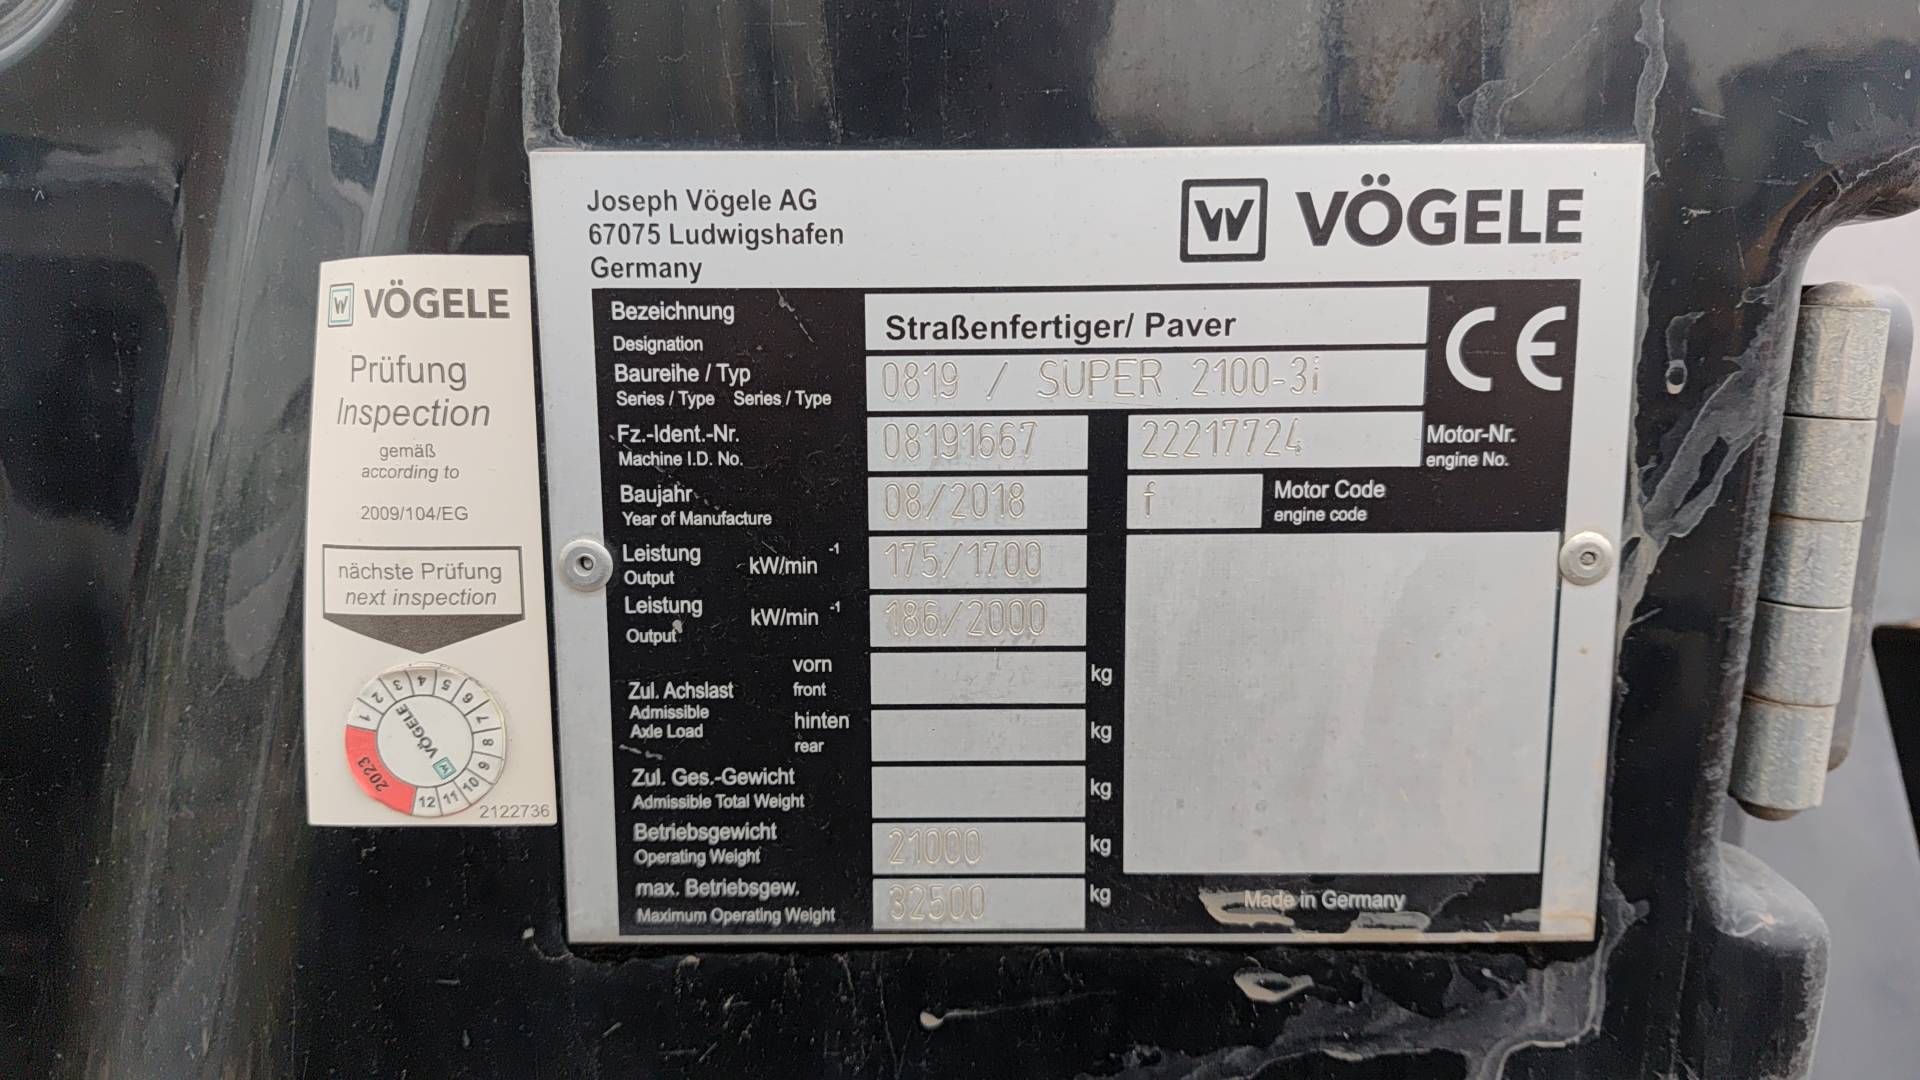 VÖGELE
Prüfung
Inspection
gemäß
according to
2009/104/EG
nächste Prüfung
next inspection
1 2 3 4 5 6 7 8 9 10 11 12
2023
VÖGELE
2122736
Joseph Vögele AG
67075 Ludwigshafen
Germany
VÖGELE
Bezeichnung
Designation
Straßenfertiger/ Paver
CE
Baureihe / Typ
Series / Type Series / Type
0819 / SUPER 2100-3i
Fz.-Ident.-Nr.
Machine I.D. No.
08191667
22217724
Motor-Nr.
engine No.
Baujahr
Year of Manufacture
08/2018
f
Motor Code
engine code
Leistung
Output
kW/min -1
175/1700
Leistung
Output
kW/min -1
186/2000
Zul. Achslast
Admissible
Axle Load
vorn
front
kg
hinten
rear
kg
Zul. Ges.-Gewicht
Admissible Total Weight
kg
Betriebsgewicht
Operating Weight
21000
kg
max. Betriebsgew.
Maximum Operating Weight
32500
kg
Made in Germany